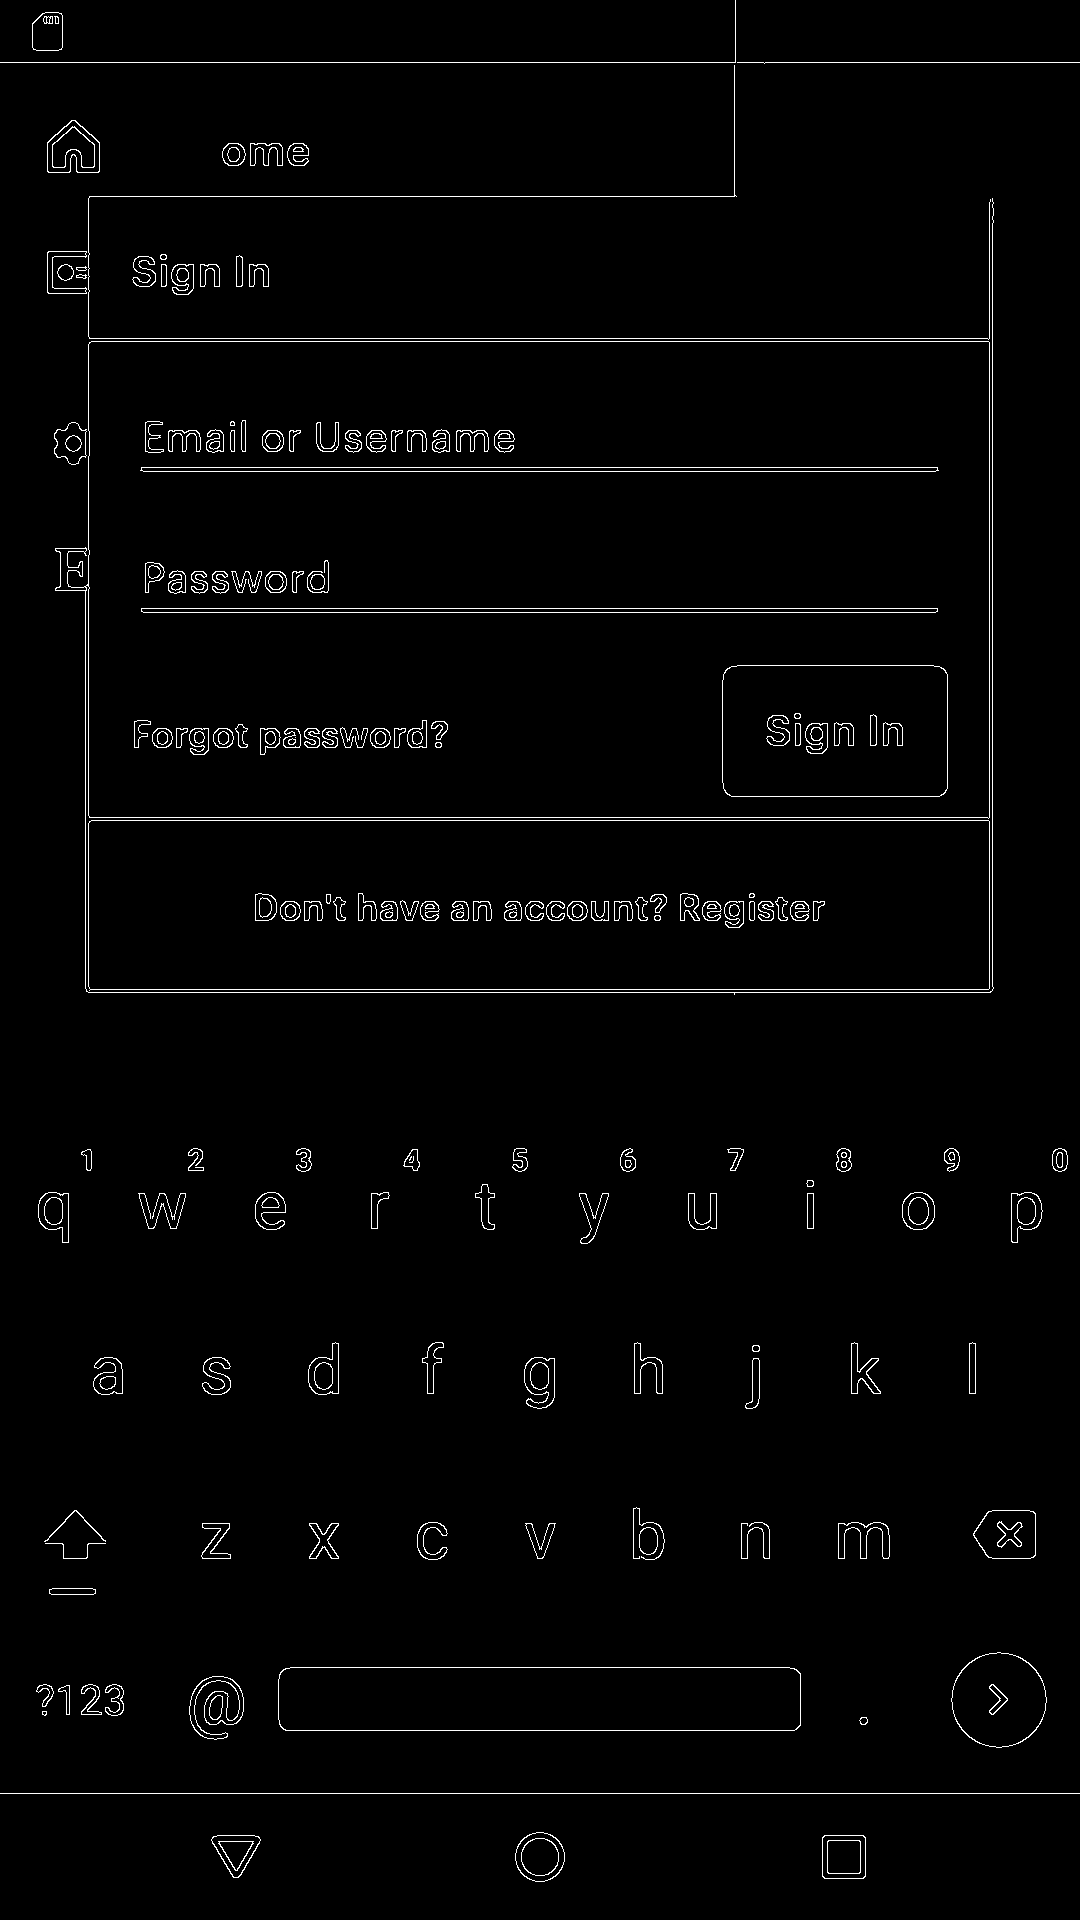 ome
Sign In
Email or Username
E
Password
Forgot password?
Sign In
Don't have an account? Register
1 2 3 4 5 6 7 8 9 0
q w e r t y u i o p
a s d f g h j k l
z x c v b n m
?123 @ .